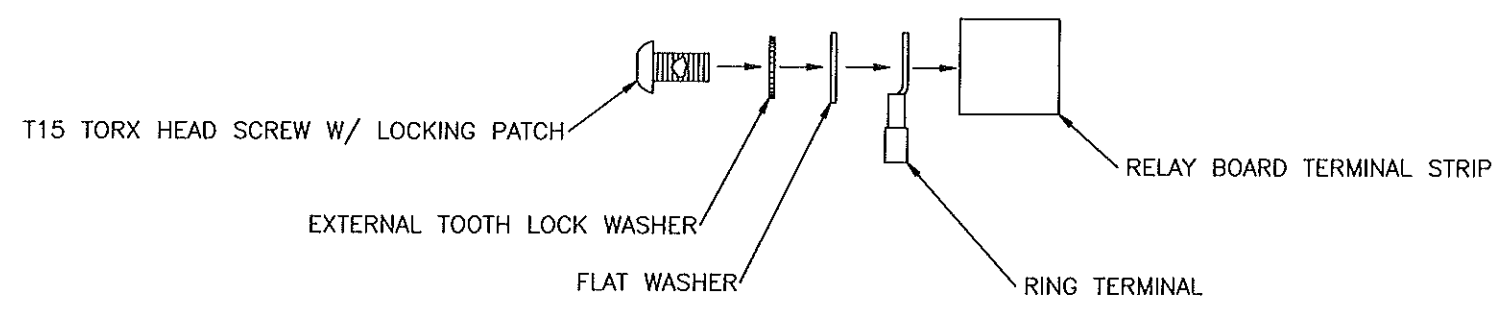 T15 TORX HEAD SCREW W/ LOCKING PATCH
RELAY BOARD TERMINAL STRIP
EXTERNAL TOOTH LOCK WASHER
FLAT WASHER
RING TERMINAL